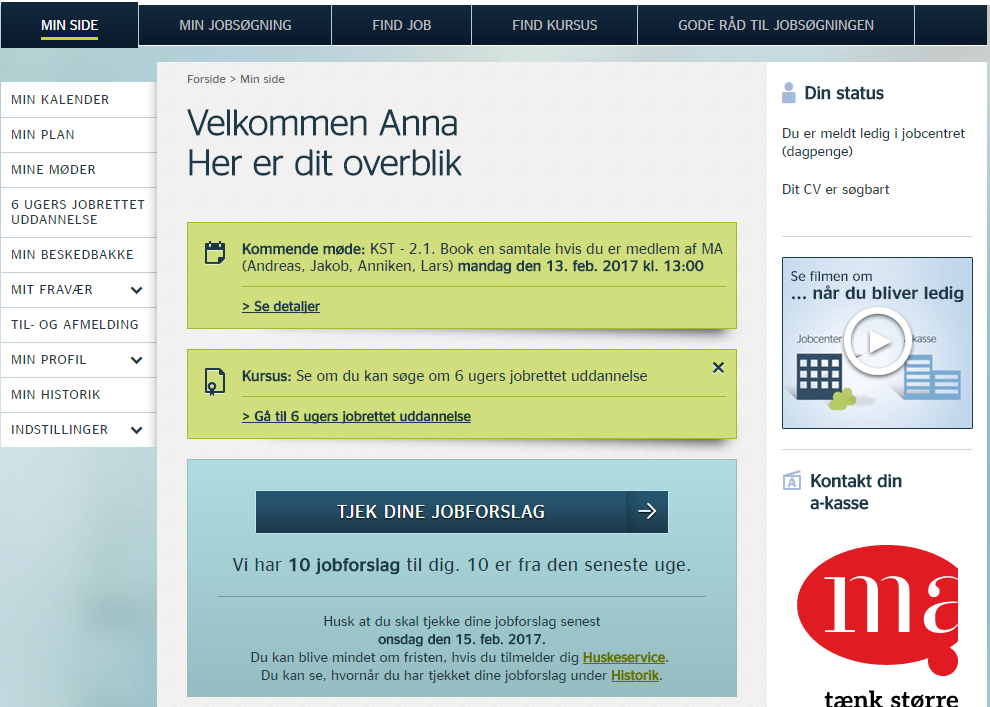 MIN SIDE
MIN JOBSØGNING
FIND JOB
FIND KURSUS
GODE RÅD TIL JOBSØGNINGEN
MIN KALENDER
MIN PLAN
MINE MØDER
6 UGERS JOBRETTET
UDDANNELSE
MIN BESKEDBAKKE
MIT FRAVÆR
TIL- OG AFMELDING
MIN PROFIL
MIN HISTORIK
INDSTILLINGER
Forside > Min side
Velkommen Anna
Her er dit overblik
Kommende møde: KST - 2.1. Book en samtale hvis du er medlem af MA
(Andreas, Jakob, Anniken, Lars) mandag den 13. feb. 2017 kl. 13:00
> Se detaljer
Kursus: Se om du kan søge om 6 ugers jobrettet uddannelse
> Gå til 6 ugers jobrettet uddannelse
TJEK DINE JOBFORSLAG
Vi har 10 jobforslag til dig. 10 er fra den seneste uge.
Husk at du skal tjekke dine jobforslag senest
onsdag den 15. feb. 2017.
Du kan blive mindet om fristen, hvis du tilmelder dig Huskeservice.
Du kan se, hvornår du har tjekket dine jobforslag under Historik.
Din status
Du er meldt ledig i jobcentret
(dagpenge)
Dit CV er søgbart
Se filmen om
... når du bliver ledig
Jobcenter
kasse
A
Kontakt din
a-kasse
ma
tænk større